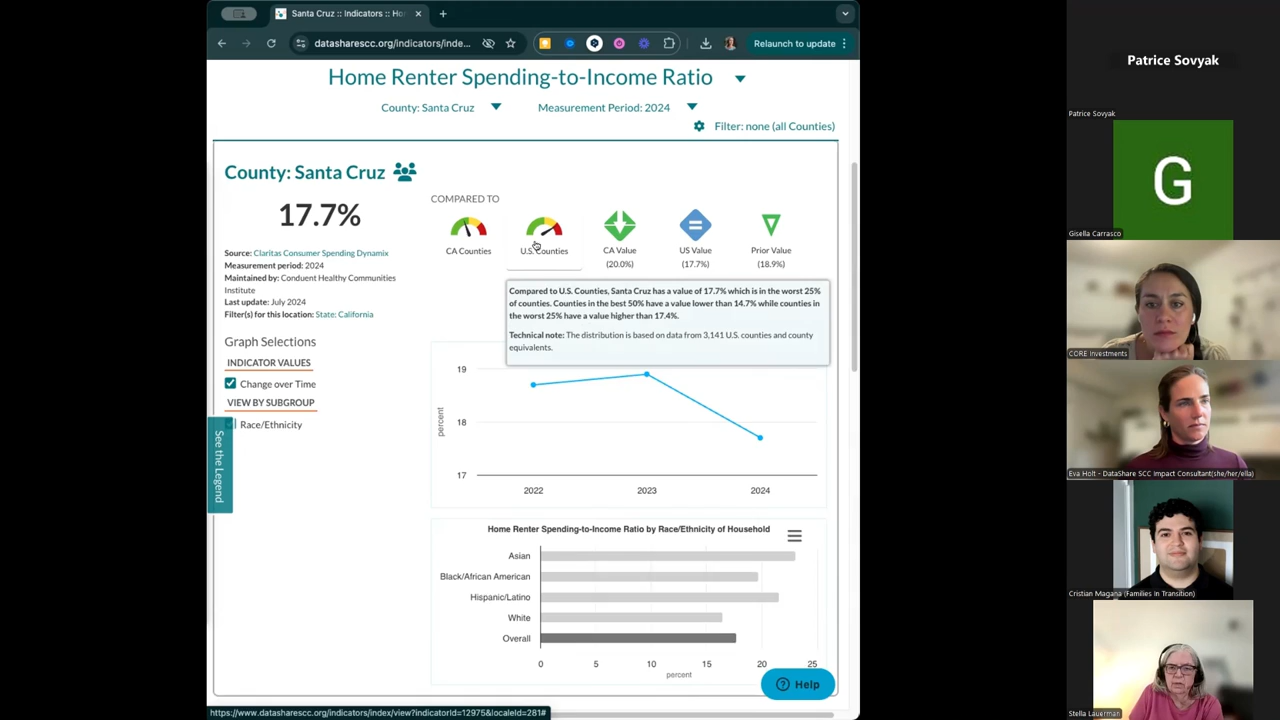 Santa Cruz :: Indicators :: Ho
datasharescc.org/indicators/inde...
Relaunch to update
Home Renter Spending-to-Income Ratio
County: Santa Cruz
Measurement Period: 2024
Filter: none (all Counties)
County: Santa Cruz
17.7%
Source: Claritas Consumer Spending Dynamix
Measurement period: 2024
Maintained by: Conduent Healthy Communities
Institute
Last update: July 2024
Filter(s) for this location: State: California
COMPARED TO
CA Counties
U.S. Counties
CA Value
(20.0%)
US Value
(17.7%)
Prior Value
(18.9%)
Compared to U.S. Counties, Santa Cruz has a value of 17.7% which is in the worst 25%
of counties. Counties in the best 50% have a value lower than 14.7% while counties in
the worst 25% have a value higher than 17.4%.
Technical note: The distribution is based on data from 3,141 U.S. counties and county
equivalents.
Graph Selections
INDICATOR VALUES
Change over Time
VIEW BY SUBGROUP
Race/Ethnicity
See the Legend
19
18
17
percent
2022
2023
2024
Home Renter Spending-to-Income Ratio by Race/Ethnicity of Household
Asian
Black/African American
Hispanic/Latino
White
Overall
0
5
10
15
20
25
percent
Help
https://www.datasharescc.org/indicators/index/view?indicatorId=12975&localeId=281#
Patrice Sovyak
Patrice Sovyak
G
Gisella Carrasco
CORE Investments
Eva Holt - DataShare SCC Impact Consultant(she/her/ella)
Cristian Magana (Families In Transition)
Stella Lauerman